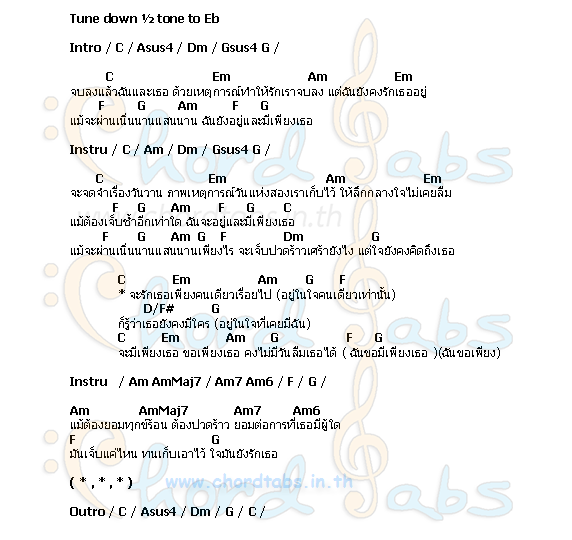 Tune down ½ tone to Eb
Intro / C / Asus4 / Dm / Gsus4 G /
C Em Am Em
จบลงแล้วฉันและเธอ ด้วยเหตุการณ์ทำให้รักเราจบลง แต่ฉันยังคงรักเธออยู่
F G Am F G
แม้จะผ่านเนิ่นนานแสนนาน ฉันยังอยู่และมีเพียงเธอ
Instru / C / Am / Dm / Gsus4 G /
C Em Am Em
จะจดจำเรื่องวันวาน ภาพเหตุการณ์วันแห่งสองเราเก็บไว้ ให้ลึกกลางใจไม่เคยลืม
F G Am F G C
แม้ต้องเจ็บช้ำอีกเท่าใด ฉันจะอยู่และมีเพียงเธอ
F G Am G F Dm G
แม้จะผ่านเนิ่นนานแสนนานเพียงไร จะเจ็บปวดร้าวเศร้ายังไง แต่ใจยังคงคิดถึงเธอ
C Em Am G F
* จะรักเธอเพียงคนเดียวเรื่อยไป (อยู่ในใจคนเดียวเท่านั้น)
D/F# G
ก็รู้ว่าเธอยังคงมีใคร (อยู่ในใจที่เคยมีฉัน)
C Em Am G F G
จะมีเพียงเธอ ขอเพียงเธอ คงไม่มีวันลืมเธอได้ ( ฉันขอมีเพียงเธอ )(ฉันขอเพียง)
Instru / Am AmMaj7 / Am7 Am6 / F / G /
Am AmMaj7 Am7 Am6
แม้ต้องยอมทุกข์ร้อน ต้องปวดร้าว ยอมต่อการที่เธอมีผู้ใด
F G
มันเจ็บแค่ไหน ทนเก็บเอาไว้ ใจมันยังรักเธอ
( * , * , * )
www.chordtabs.in.th
Outro / C / Asus4 / Dm / G / C /